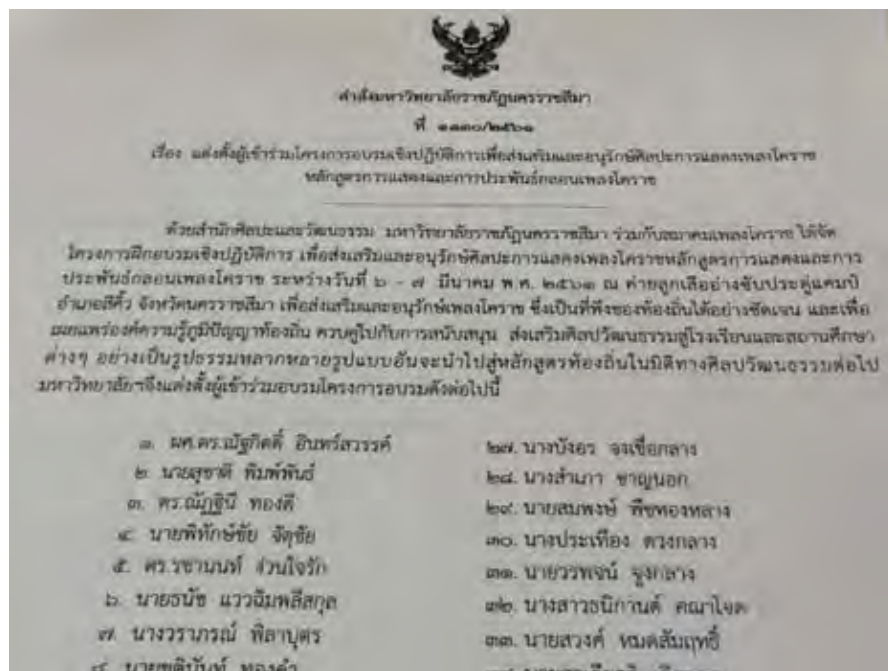 คำสั่งมหาวิทยาลัยราชภัฏนครราชสีมา
ที่ ๑๑๓๐/๒๕๖๑
เรื่อง แต่งตั้งผู้เข้าร่วมโครงการอบรมเชิงปฏิบัติการเพื่อส่งเสริมและอนุรักษ์ศิลปะการแสดงเพลงโคราช
หลักสูตรการแสดงและการประพันธ์กลอนเพลงโคราช
ด้วยสำนักศิลปะและวัฒนธรรม มหาวิทยาลัยราชภัฏนครราชสีมา ร่วมกับสมาคมเพลงโคราช ได้จัด
โครงการฝึกอบรมเชิงปฏิบัติการ เพื่อส่งเสริมและอนุรักษ์ศิลปะการแสดงเพลงโคราชหลักสูตรการแสดงและการ
ประพันธ์กลอนเพลงโคราช ระหว่างวันที่ ๖ - ๗ มีนาคม พ.ศ. ๒๕๖๑ ณ ค่ายลูกเสืออ่างซับประดู่แคมป์
อำเภอสีคิ้ว จังหวัดนครราชสีมา เพื่อส่งเสริมและอนุรักษ์เพลงโคราช ซึ่งเป็นที่พึงของท้องถิ่นได้อย่างชัดเจน และเพื่อ
เผยแพร่องค์ความรู้ภูมิปัญญาท้องถิ่น ควบคู่ไปกับการสนับสนุน ส่งเสริมศิลปวัฒนธรรมสู่โรงเรียนและสถานศึกษา
ต่างๆ อย่างเป็นรูปธรรมหลากหลายรูปแบบอันจะนำไปสู่หลักสูตรท้องถิ่นในมิติทางศิลปวัฒนธรรมต่อไป
มหาวิทยาลัยฯจึงแต่งตั้งผู้เข้าร่วมอบรมโครงการอบรมดังต่อไปนี้
๑. ผศ.ดร.ณัฐกิตติ์ อินทร์สวรรค์
๒. นายสุชาติ พิมพ์พันธ์
๓. ดร.ณัฏฐินี ทองดี
๔. นายพิทักษ์ชัย จัตุชัย
๕. ดร.รชานนท์ ง่วนใจรัก
๖. นายธนัช แววฉิมพลีสกุล
๗. นางวราภรณ์ พิลาบุตร
๘. นายชตินันท์ ทองคำ
๒๗. นางบังอร จงเชื่อกลาง
๒๘. นางสำเภา ชาญนอก
๒๙. นายสมพงษ์ พืชทองหลาง
๓๐. นางประเทือง ดวงกลาง
๓๑. นายวรพจน์ จูงกลาง
๓๒. นางสาวธนิกานต์ คณาโจด
๓๓. นายสวงศ์ หมดสัมฤทธิ์